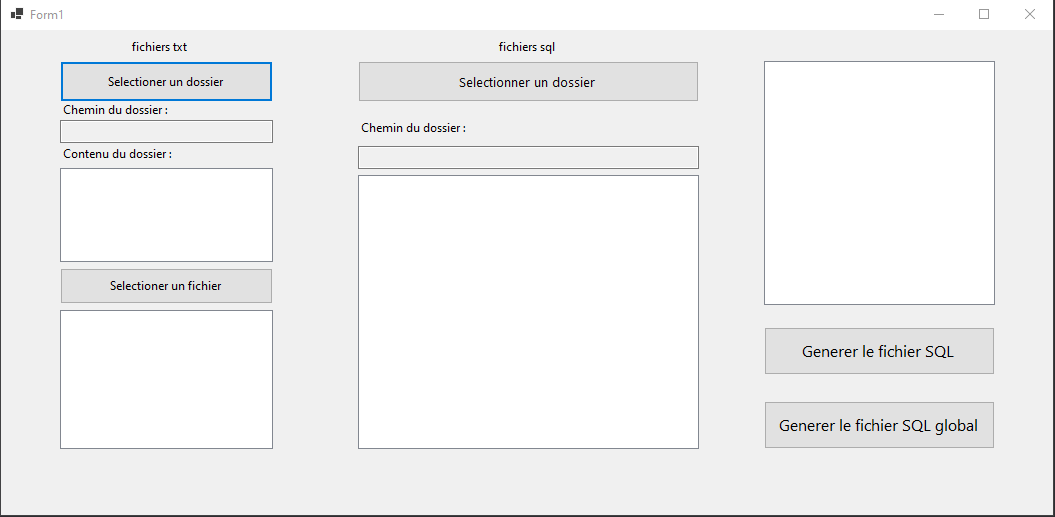 Form1
fichiers txt
Selectioner un dossier
Chemin du dossier :
Contenu du dossier :
Selectioner un fichier
fichiers sql
Selectionner un dossier
Chemin du dossier :
Generer le fichier SQL
Generer le fichier SQL global